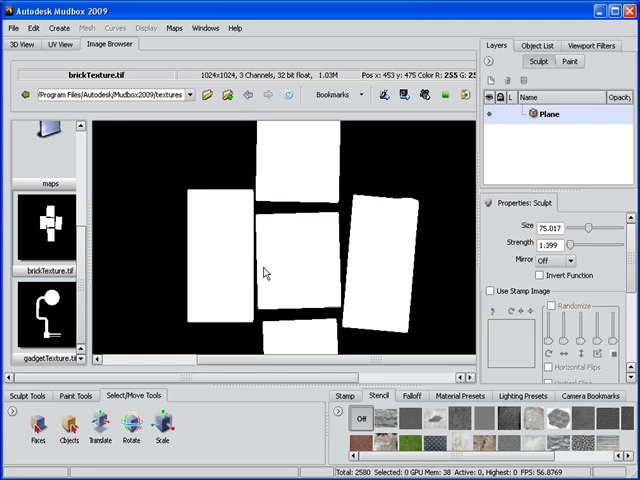 Autodesk Mudbox 2009
File Edit Create Mesh Curves Display Maps Windows Help
3D View UV View Image Browser
Layers Object List Viewport Filters
brickTexture.tif 1024x1024, 3 Channels, 32 bit float, 1.03M Pos x: 453 y: 475 Color R: 255 G: 25
Sculpt Paint
/Program Files/Autodesk/Mudbox2009/textures Bookmarks
L Name Opacity
Plane
maps
Properties: Sculpt
Size 75.017
Strength 1.399
Mirror Off
Invert Function
brickTexture.tif
Use Stamp Image
Randomize
gadgetTexture.tif
Horizontal Flips
Vertical Flips
Sculpt Tools Paint Tools Select/Move Tools
Stamp Stencil Falloff Material Presets Lighting Presets Camera Bookmarks
Off
Faces Objects Translate Rotate Scale
Total: 2580 Selected: 0 GPU Mem: 38 Active: 0, Highest: 0 FPS: 56.8769